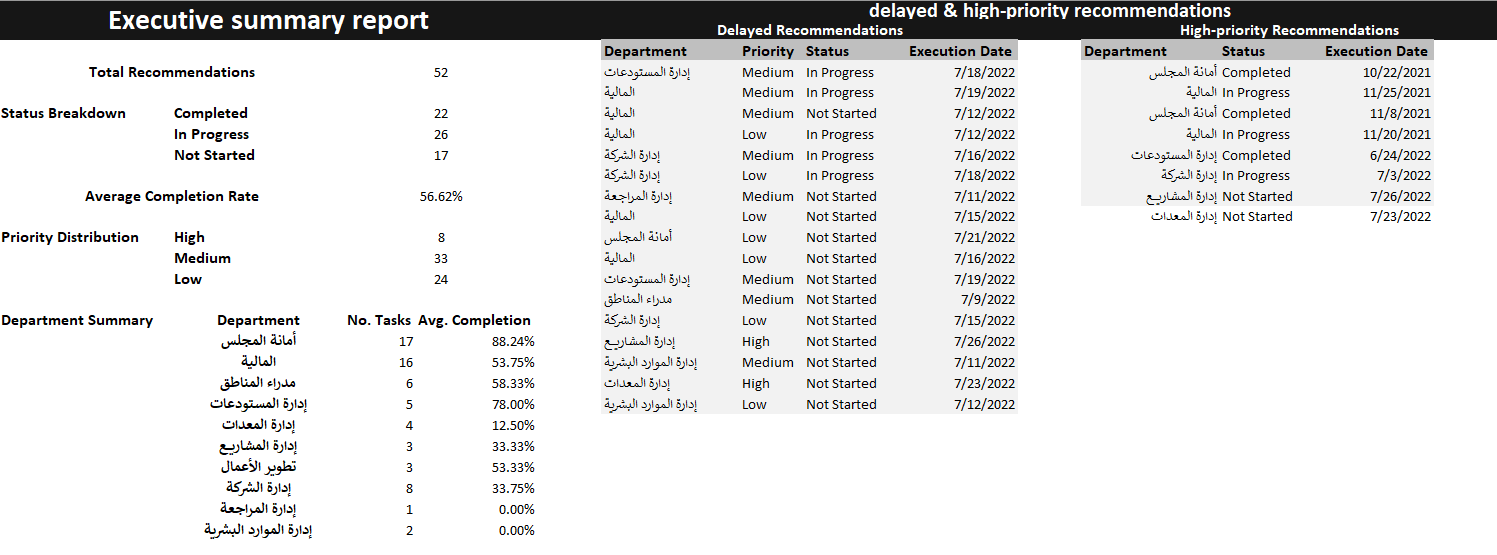 Executive summary report
Total Recommendations 52
Status Breakdown Completed 22
In Progress 26
Not Started 17
Average Completion Rate 56.62%
Priority Distribution High 8
Medium 33
Low 24
Department Summary Department No. Tasks Avg. Completion
أمانة المجلس 17 88.24%
المالية 16 53.75%
مدراء المناطق 6 58.33%
إدارة المستودعات 5 78.00%
إدارة المعدات 4 12.50%
إدارة المشاريع 3 33.33%
تطوير الأعمال 3 53.33%
إدارة الشركة 8 33.75%
إدارة المراجعة 1 0.00%
إدارة الموارد البشرية 2 0.00%
delayed & high-priority recommendations
Delayed Recommendations
Department Priority Status Execution Date
إدارة المستودعات Medium In Progress 7/18/2022
المالية Medium In Progress 7/19/2022
المالية Medium Not Started 7/12/2022
المالية Low In Progress 7/12/2022
إدارة الشركة Medium In Progress 7/16/2022
إدارة الشركة Low In Progress 7/18/2022
إدارة المراجعة Medium Not Started 7/11/2022
المالية Low Not Started 7/15/2022
أمانة المجلس Low Not Started 7/21/2022
المالية Low Not Started 7/16/2022
إدارة المستودعات Medium Not Started 7/19/2022
مدراء المناطق Medium Not Started 7/9/2022
إدارة الشركة Low Not Started 7/15/2022
إدارة المشاريع High Not Started 7/26/2022
إدارة الموارد البشرية Medium Not Started 7/11/2022
إدارة المعدات High Not Started 7/23/2022
إدارة الموارد البشرية Low Not Started 7/12/2022
High-priority Recommendations
Department Status Execution Date
أمانة المجلس Completed 10/22/2021
المالية In Progress 11/25/2021
أمانة المجلس Completed 11/8/2021
المالية In Progress 11/20/2021
إدارة المستودعات Completed 6/24/2022
إدارة الشركة In Progress 7/3/2022
إدارة المشاريع Not Started 7/26/2022
إدارة المعدات Not Started 7/23/2022